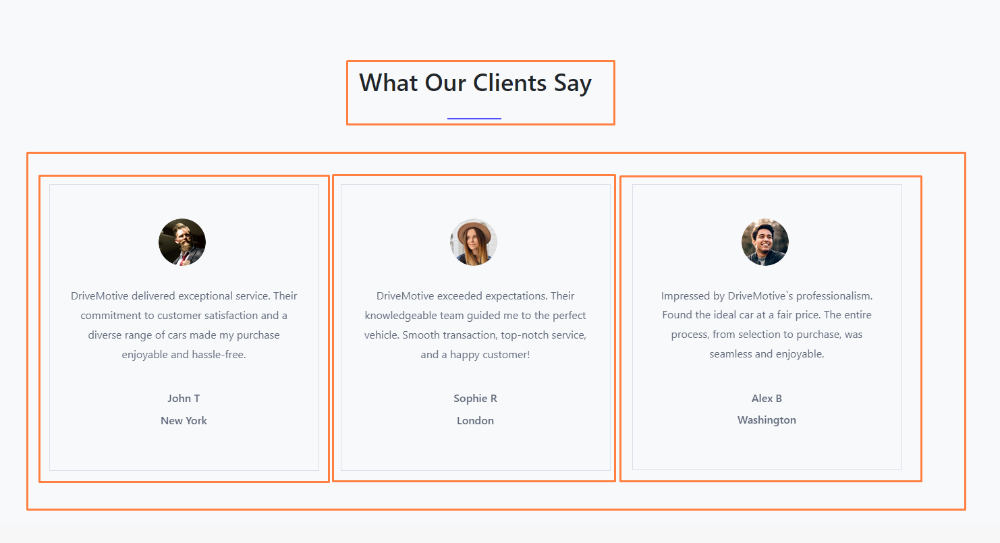 What Our Clients Say
DriveMotive delivered exceptional service. Their
commitment to customer satisfaction and a
diverse range of cars made my purchase
enjoyable and hassle-free.
John T
New York
DriveMotive exceeded expectations. Their
knowledgeable team guided me to the perfect
vehicle. Smooth transaction, top-notch service,
and a happy customer!
Sophie R
London
Impressed by DriveMotive`s professionalism.
Found the ideal car at a fair price. The entire
process, from selection to purchase, was
seamless and enjoyable.
Alex B
Washington